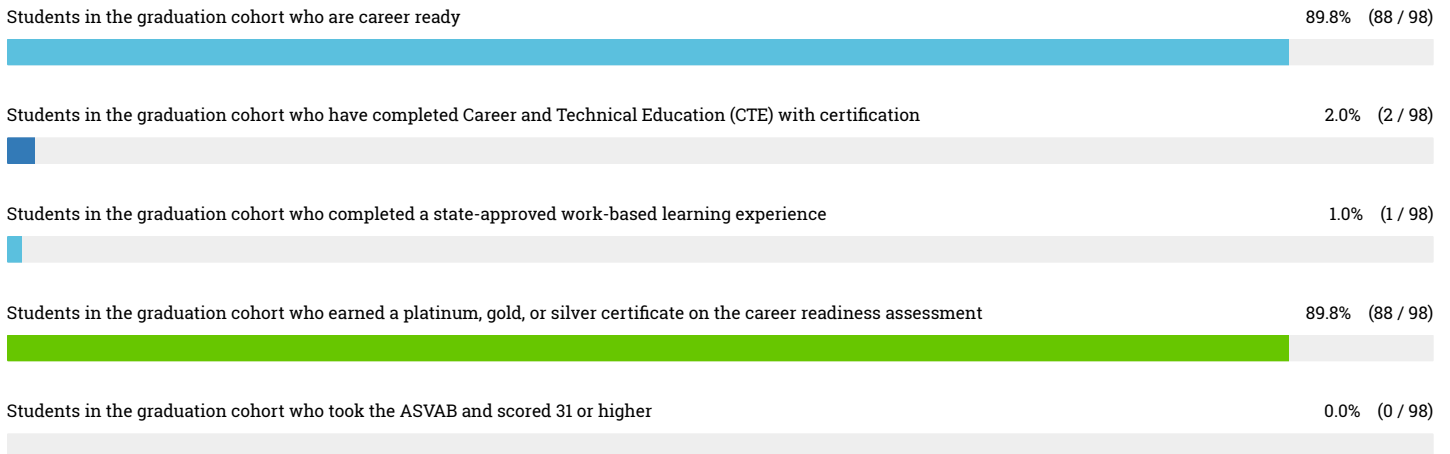 Students in the graduation cohort who are career ready 89.8% (88 / 98)
Students in the graduation cohort who have completed Career and Technical Education (CTE) with certification 2.0% (2 / 98)
Students in the graduation cohort who completed a state-approved work-based learning experience 1.0% (1 / 98)
Students in the graduation cohort who earned a platinum, gold, or silver certificate on the career readiness assessment 89.8% (88 / 98)
Students in the graduation cohort who took the ASVAB and scored 31 or higher 0.0% (0 / 98)